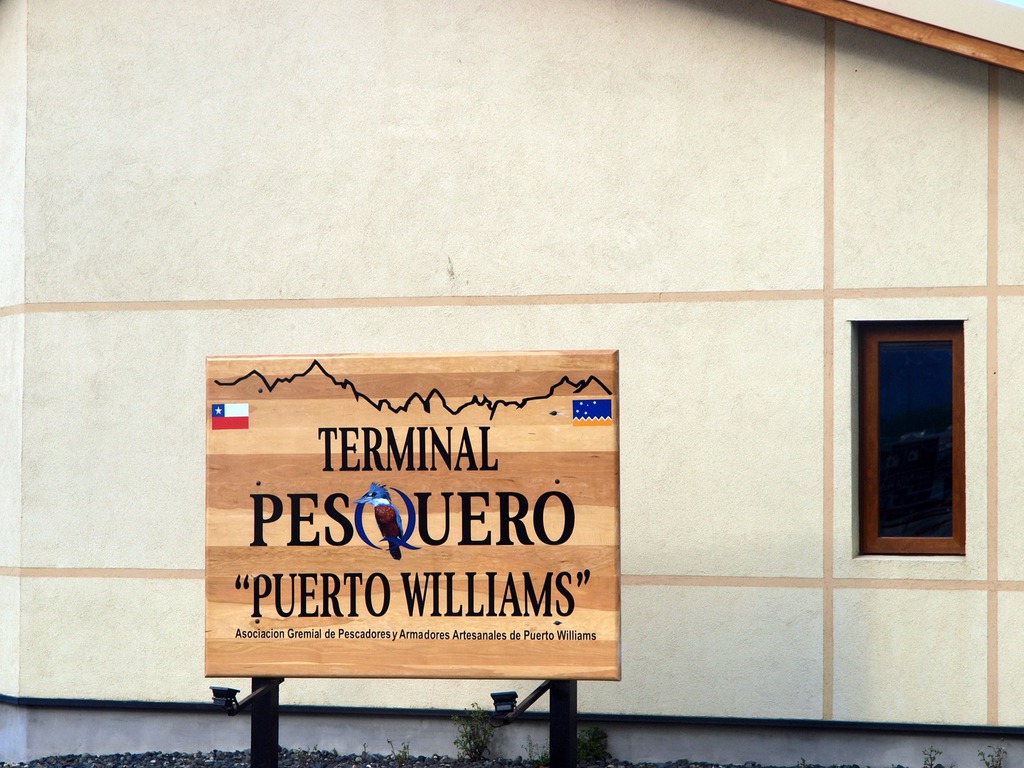 TERMINAL
PESQUERO
“PUERTO WILLIAMS”
Asociacion Gremial de Pescadores y Armadores Artesanales de Puerto Williams